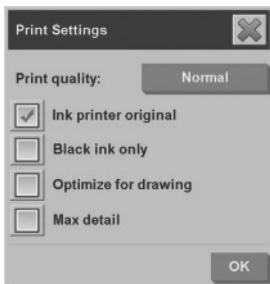 Print Settings
Print quality: Normal
Ink printer original
Black ink only
Optimize for drawing
Max detail
OK